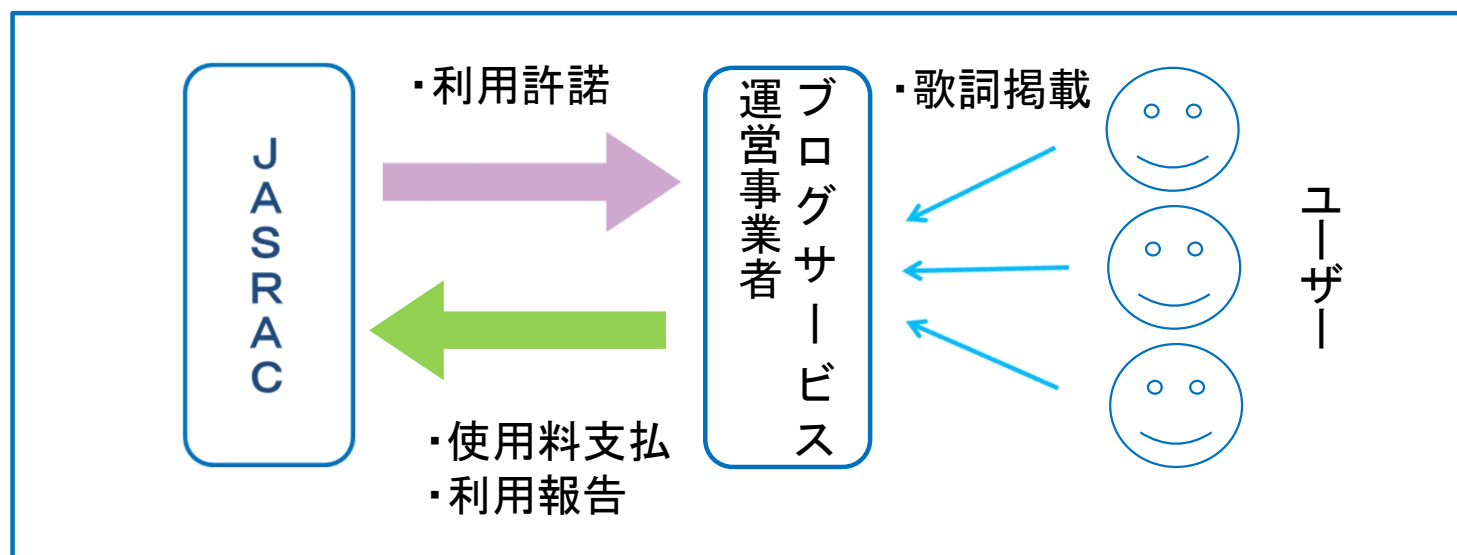 JASRAC
・利用許諾
・使用料支払
・利用報告
ブログサービス
運営事業者
・歌詞掲載
ユーザー